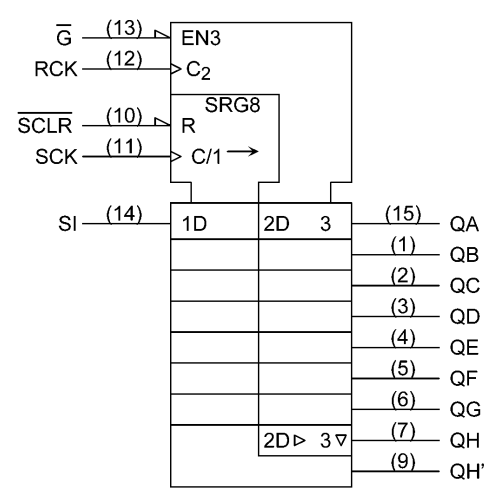 G̅ (13) EN3
RCK (12) C2
SRG8
S̅C̅L̅R̅ (10) R
SCK (11) C/1 →
SI (14) 1D 2D 3 (15) QA
(1) QB
(2) QC
(3) QD
(4) QE
(5) QF
(6) QG
2D ▷ 3 ▽ (7) QH
(9) QH'